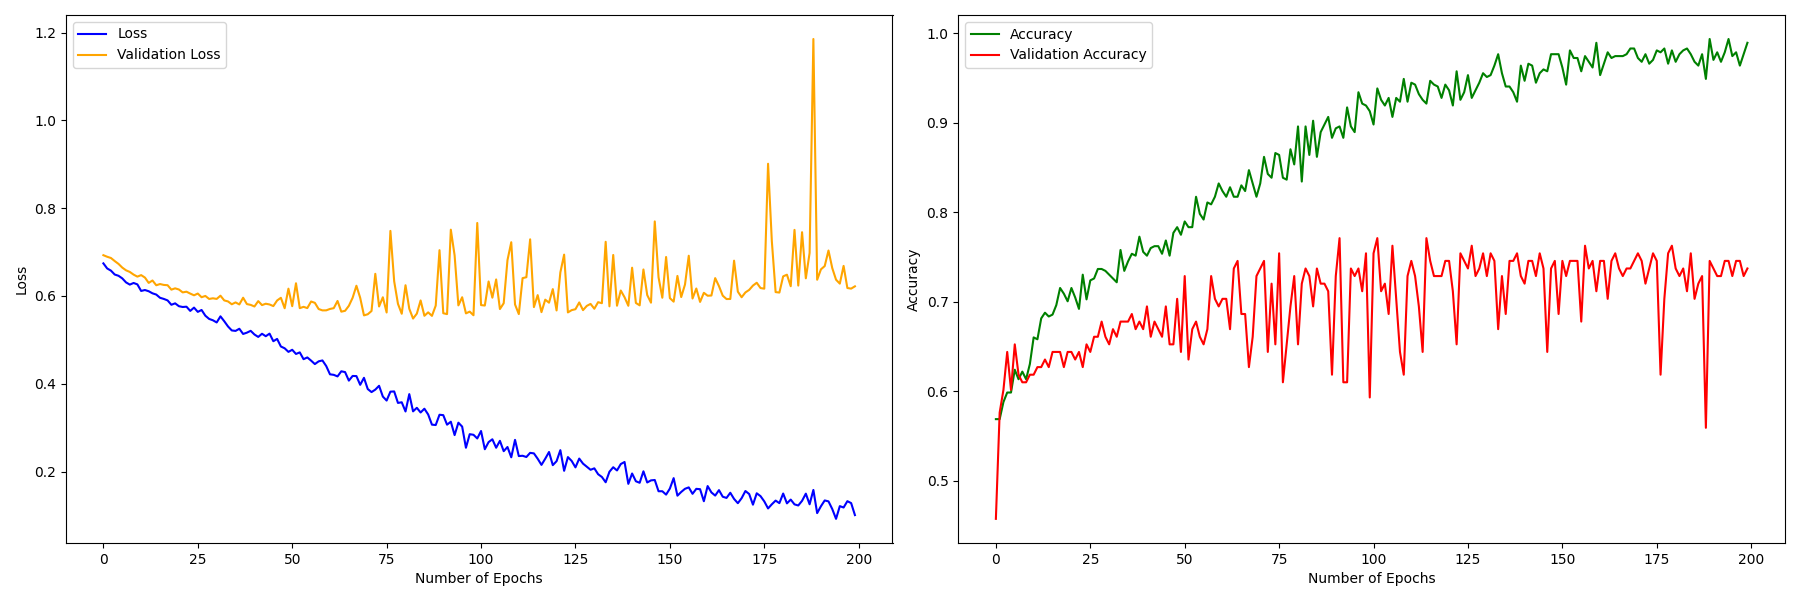 Loss
Validation Loss
1.2
1.0
0.8
0.6
0.4
0.2
Loss
0 25 50 75 100 125 150 175 200
Number of Epochs
Accuracy
Validation Accuracy
1.0
0.9
0.8
0.7
0.6
0.5
Accuracy
0 25 50 75 100 125 150 175 200
Number of Epochs